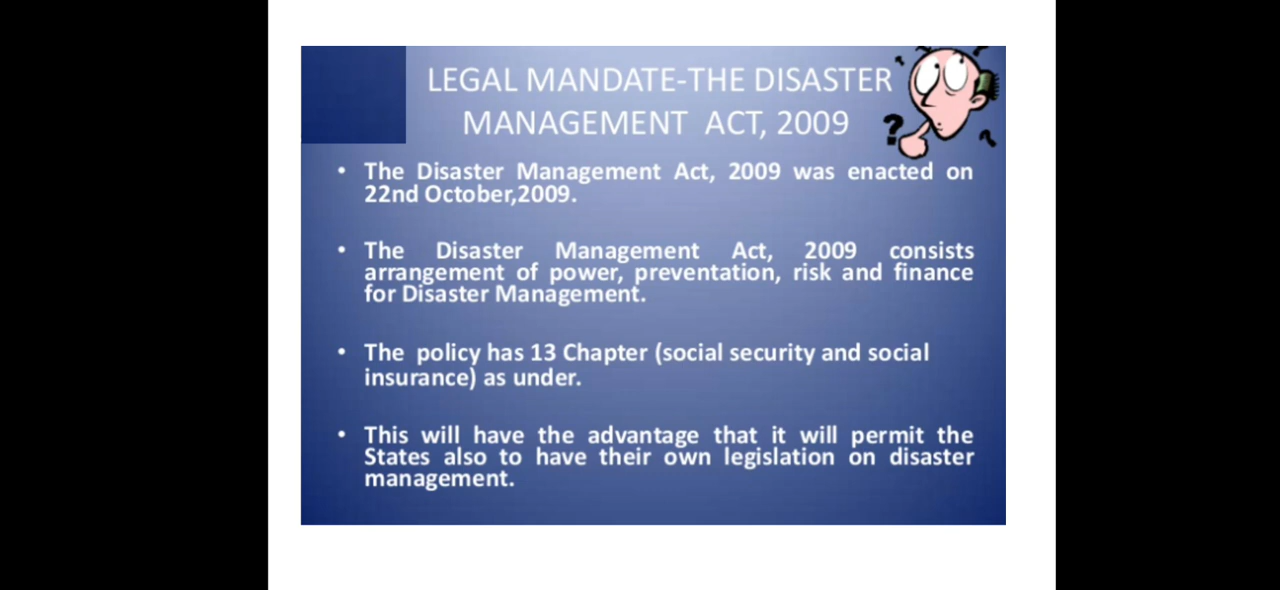 LEGAL MANDATE-THE DISASTER
MANAGEMENT ACT, 2009
• The Disaster Management Act, 2009 was enacted on
22nd October,2009.
• The Disaster Management Act, 2009 consists
arrangement of power, preventation, risk and finance
for Disaster Management.
• The policy has 13 Chapter (social security and social
insurance) as under.
• This will have the advantage that it will permit the
States also to have their own legislation on disaster
management.